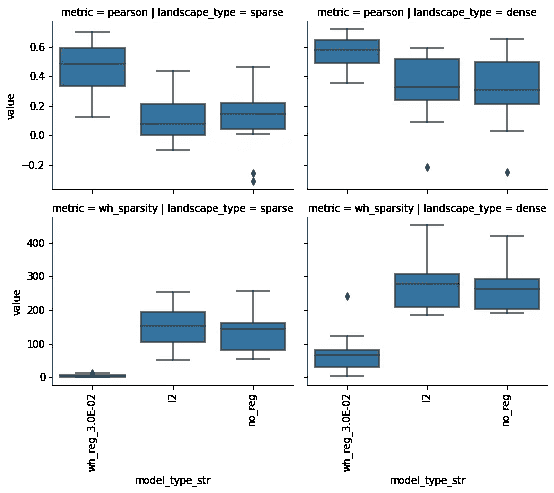 metric = pearson | landscape_type = sparse
metric = pearson | landscape_type = dense
value
0.6
0.4
0.2
0.0
−0.2
metric = wh_sparsity | landscape_type = sparse
metric = wh_sparsity | landscape_type = dense
value
400
300
200
100
0
wh_reg_3.0E-02
l2
no_reg
wh_reg_3.0E-02
l2
no_reg
model_type_str
model_type_str